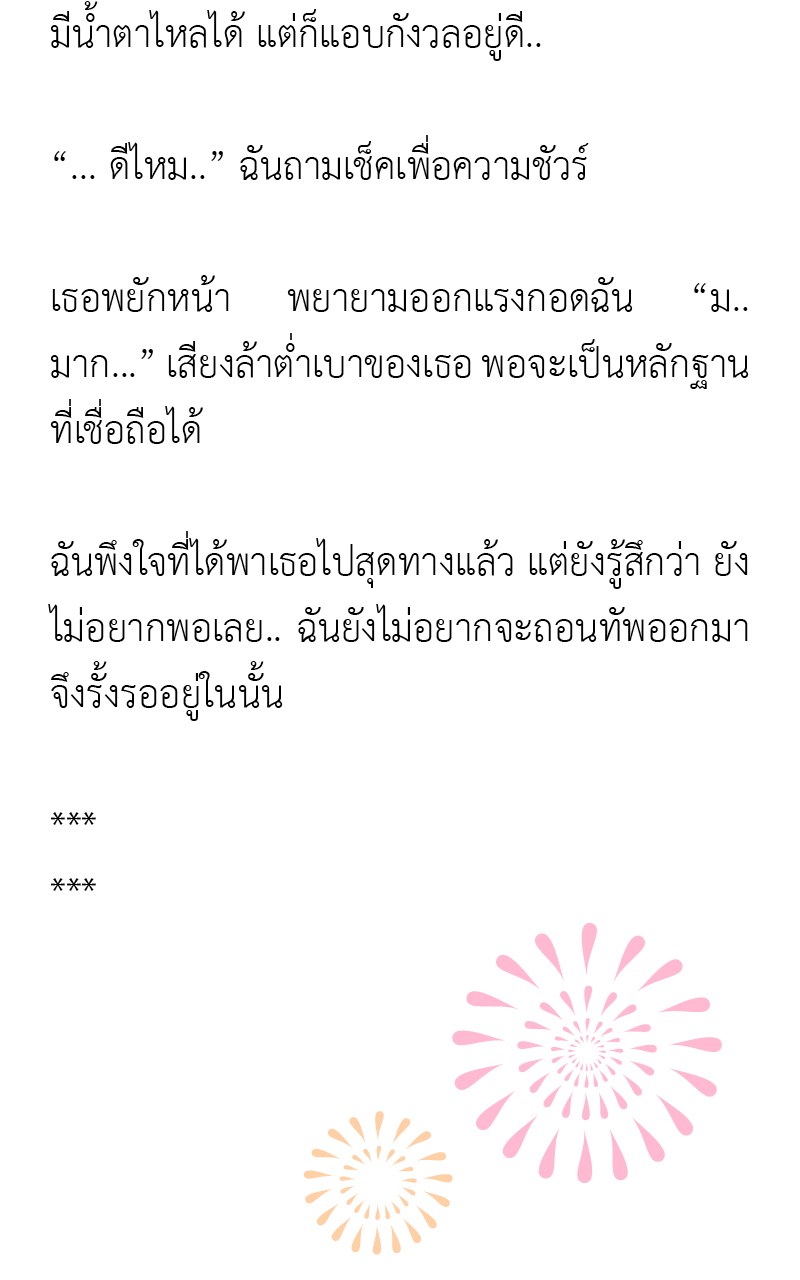 มีน้ำตาไหลได้ แต่ก็แอบกังวลอยู่ดี..
“... ดีไหม..” ฉันถามเช็คเพื่อความชัวร์
เธอพยักหน้า พยายามออกแรงกอดฉัน “ม..
มาก...” เสียงล้าต่ำเบาของเธอ พอจะเป็นหลักฐาน
ที่เชื่อถือได้
ฉันพึงใจที่ได้พาเธอไปสุดทางแล้ว แต่ยังรู้สึกว่า ยัง
ไม่อยากพอเลย.. ฉันยังไม่อยากจะถอนทัพออกมา
จึงรั้งรออยู่ในนั้น
***
***